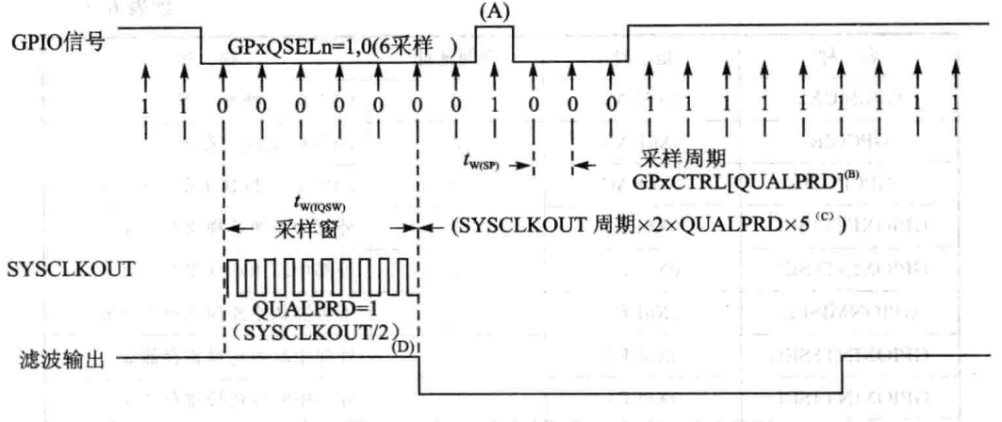 (A)
GPIO信号
GPxQSELn=1,0(6采样 )
1 1 0 0 0 0 0 0 0 1 0 0 0 1 1 1 1 1 1 1 1 1
tW(SP)
采样周期
GPxCTRL[QUALPRD](B)
tW(IQSW)
采样窗
(SYSCLKOUT 周期×2×QUALPRD×5 (C) )
SYSCLKOUT
QUALPRD=1
(SYSCLKOUT/2)
(D)
滤波输出